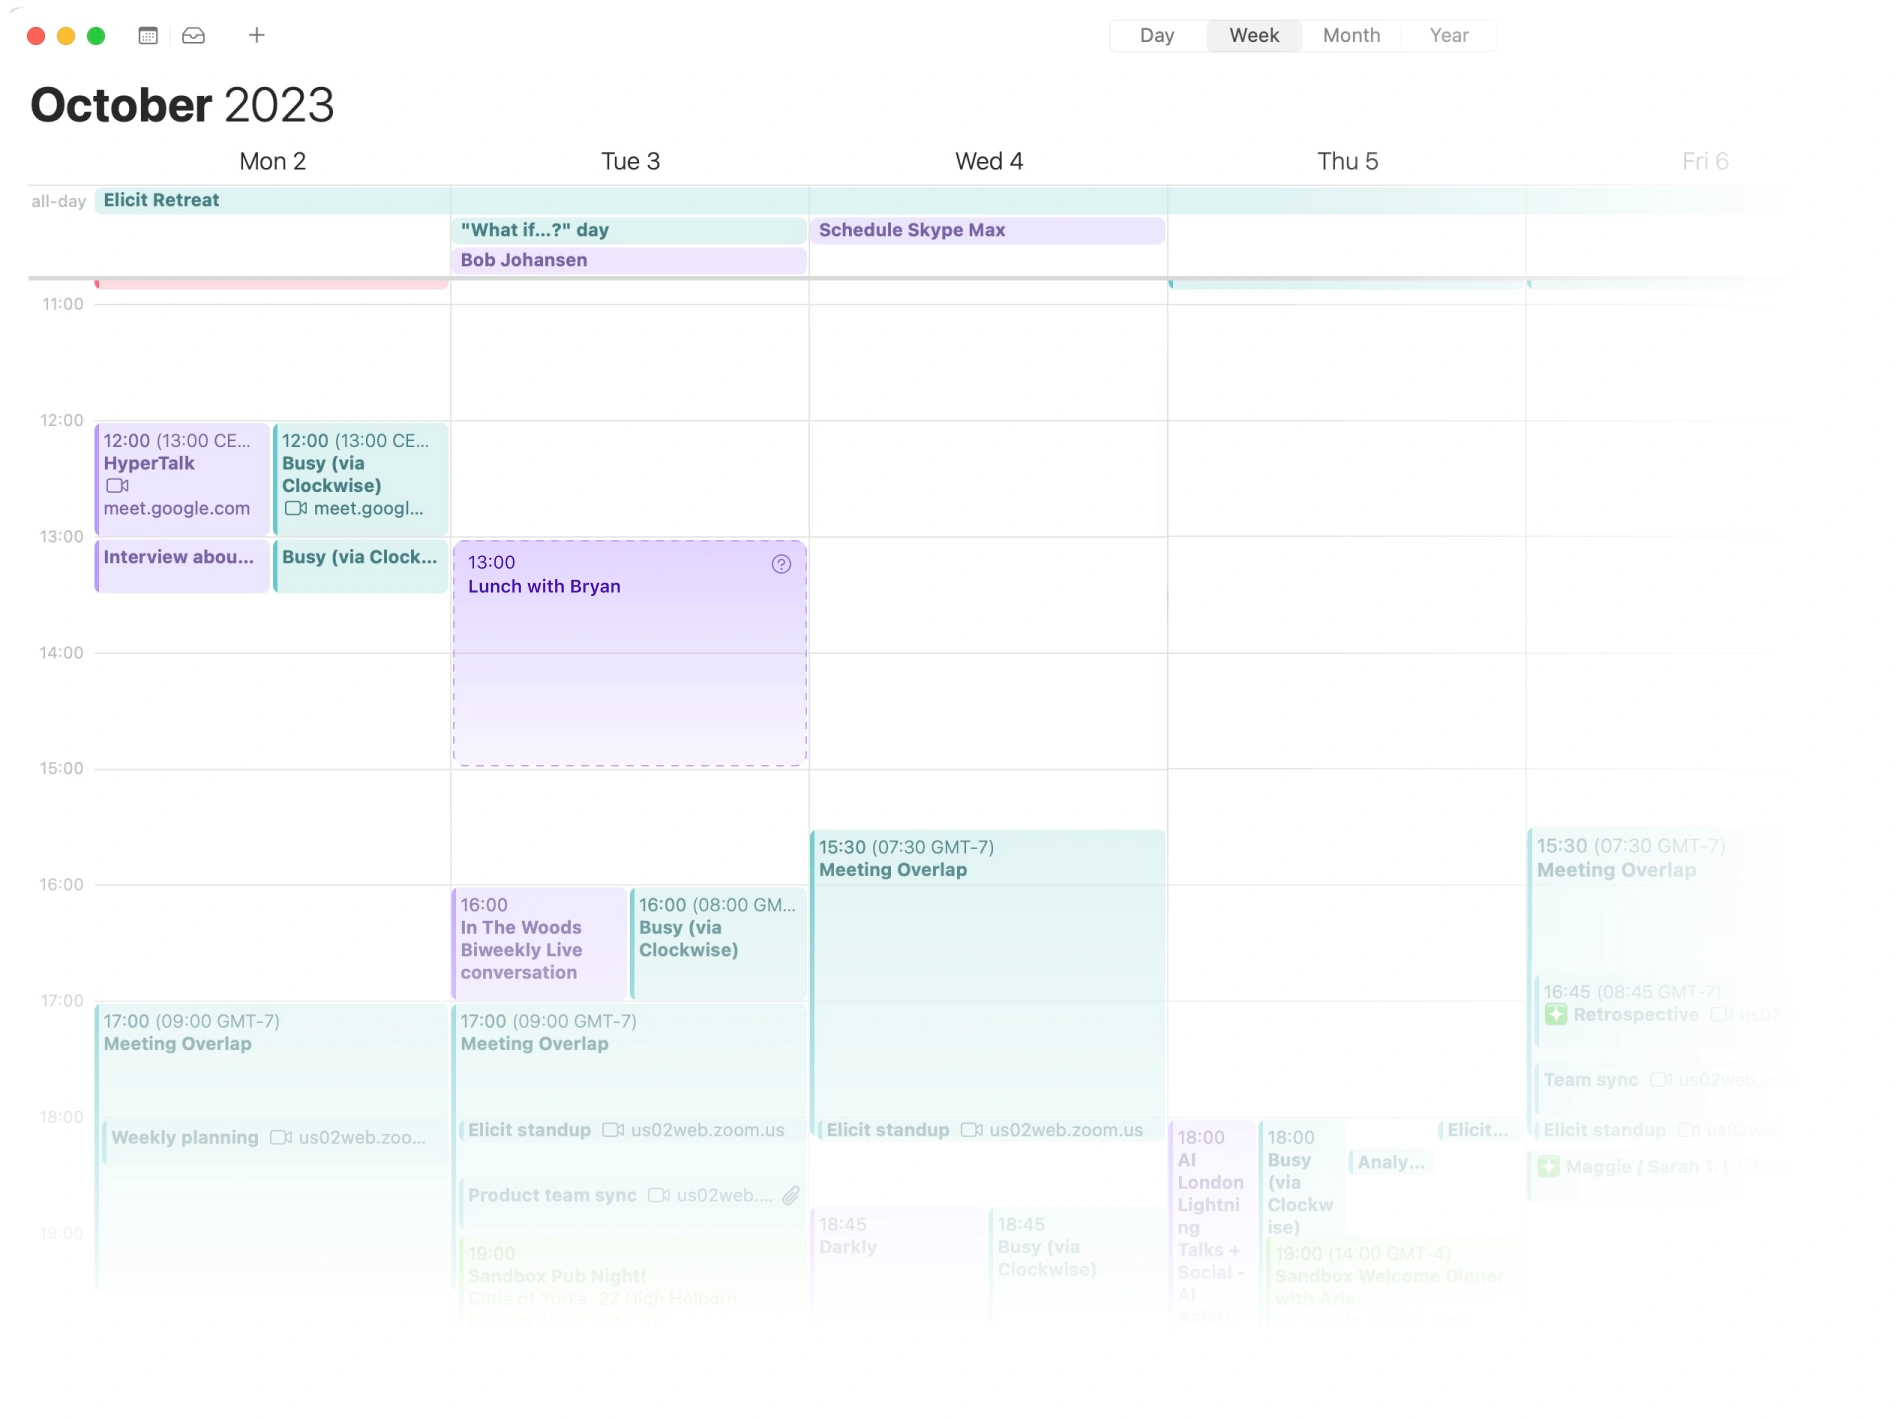 Day Week Month Year
October 2023
Mon 2 Tue 3 Wed 4 Thu 5 Fri 6
all-day Elicit Retreat
"What if...?" day Schedule Skype Max
Bob Johansen
11:00
12:00
12:00 (13:00 CE...
HyperTalk
meet.google.com
12:00 (13:00 CE...
Busy (via
Clockwise)
meet.googl...
13:00
Interview abou...
Busy (via Clock...
13:00
Lunch with Bryan
14:00
15:00
15:30 (07:30 GMT-7)
Meeting Overlap
15:30 (07:30 GMT-7)
Meeting Overlap
16:00
16:00
In The Woods
Biweekly Live
conversation
16:00 (08:00 GM...
Busy (via
Clockwise)
16:45 (08:45 GMT-7)
Retrospective us02
17:00
17:00 (09:00 GMT-7)
Meeting Overlap
17:00 (09:00 GMT-7)
Meeting Overlap
Team sync us02web.zo
18:00
Weekly planning us02web.zoo...
Elicit standup us02web.zoom.us
Product team sync us02web....
Elicit standup us02web.zoom.us
18:00
AI
London
Lightni
ng
Talks +
Social -
AI
Safety
18:00
Busy
(via
Clockw
ise)
Elicit...
Analy...
Elicit standup us02we
Maggie / Sarah 1:1
18:45
Darkly
18:45
Busy (via
Clockwise)
19:00
19:00
Sandbox Pub Night!
Cittie of Yorke, 22 High Holborn,
19:00 (14:00 GMT-4)
Sandbox Welcome Dinner
with Aria